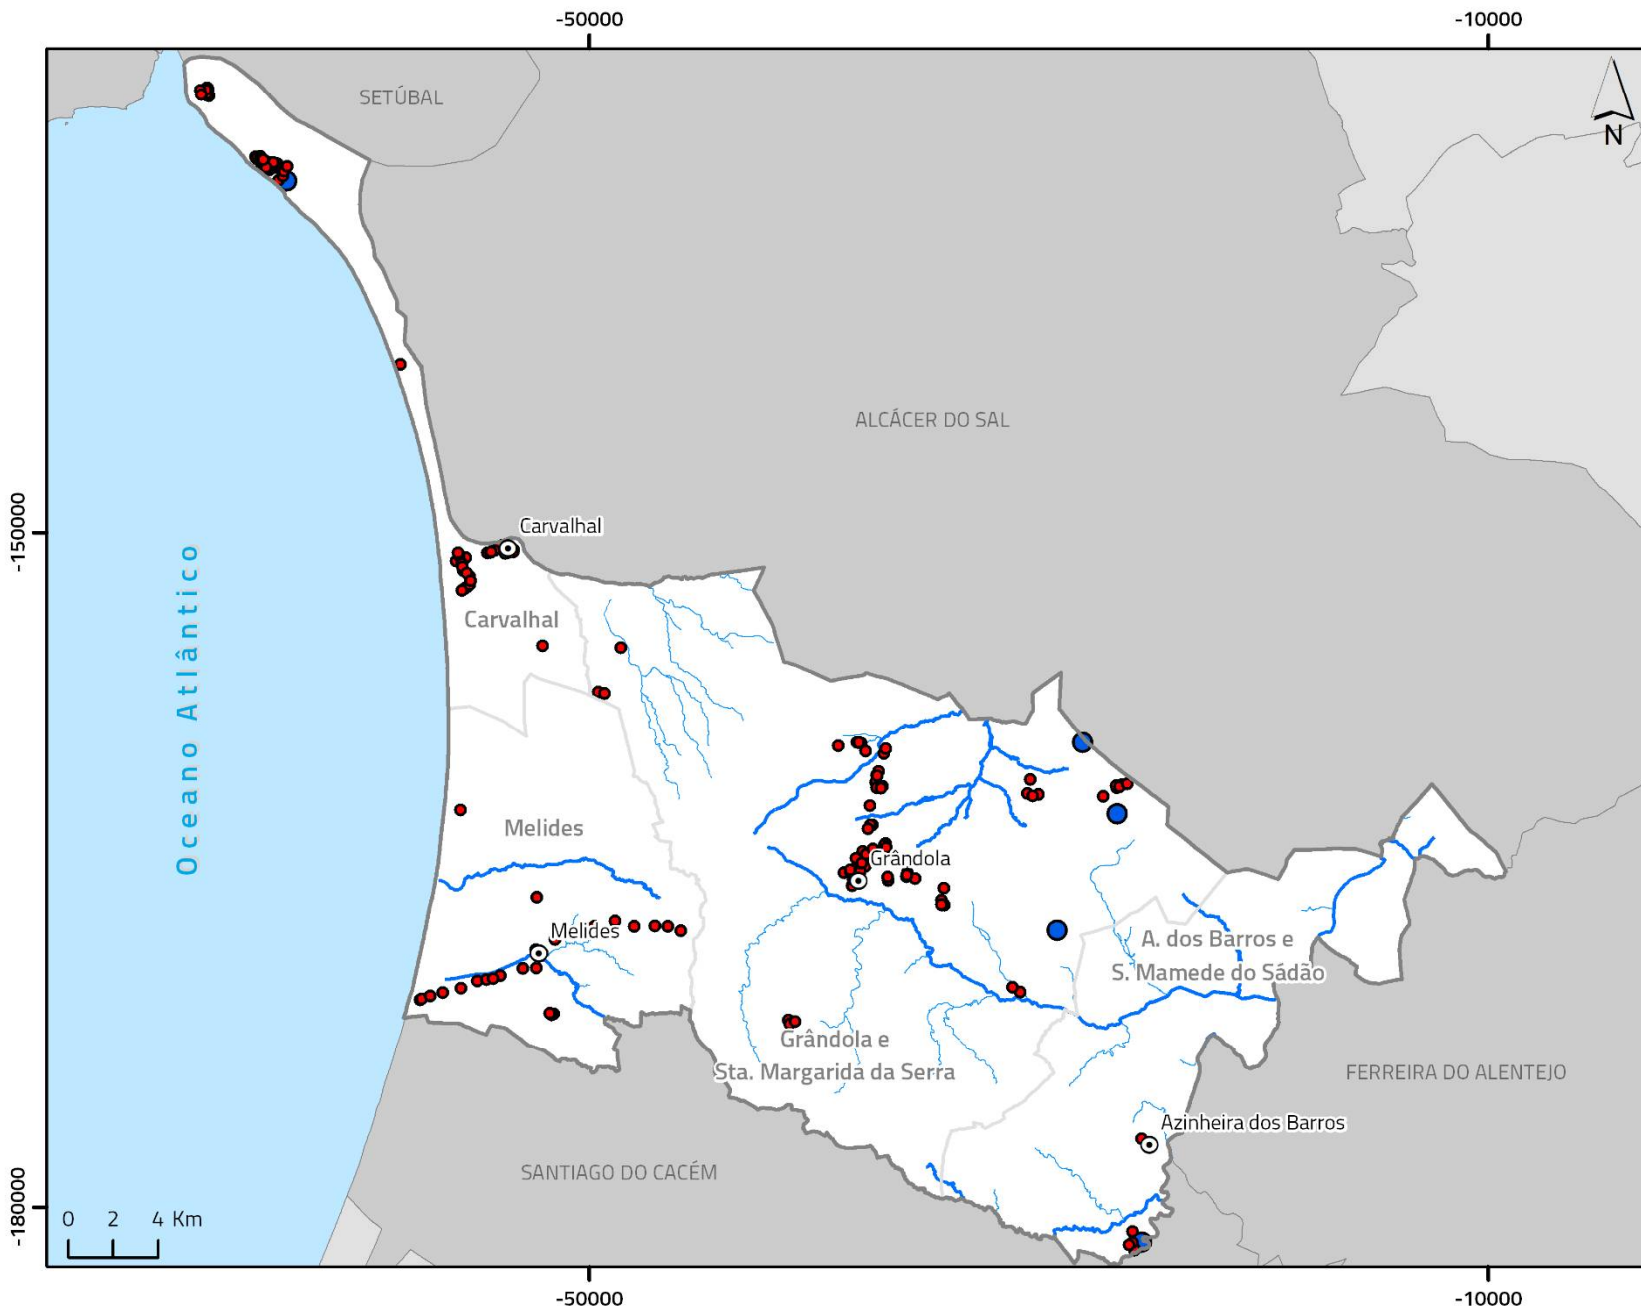 -50000
-10000
SETÚBAL
N
ALCÁCER DO SAL
-150000
Carvalhal
Oceano Atlântico
Carvalhal
Melides
Grândola
Melides
A. dos Barros e
S. Mamede do Sádão
Grândola e
Sta. Margarida da Serra
FERREIRA DO ALENTEJO
Azinheira dos Barros
SANTIAGO DO CACÉM
-180000
0 2 4 Km
-50000
-10000